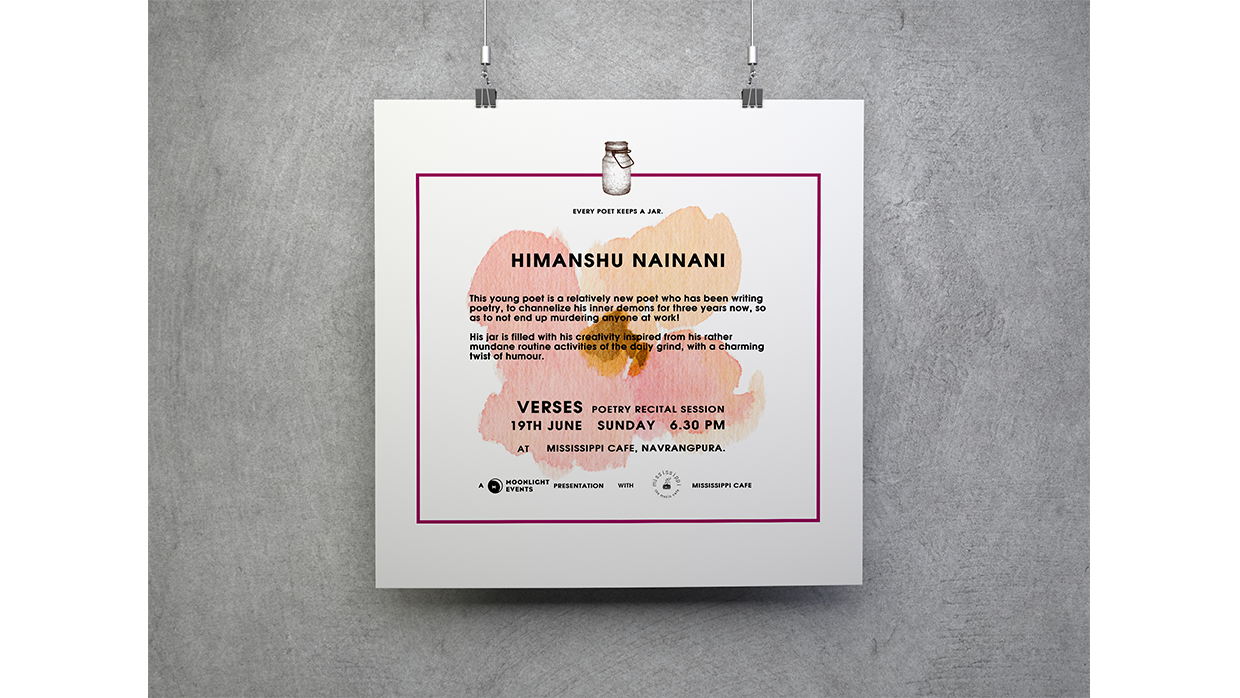 EVERY POET KEEPS A JAR.
HIMANSHU NAINANI
This young poet is a relatively new poet who has been writing
poetry, to channelize his inner demons for three years now, so
as to not end up murdering anyone at work!
His jar is filled with his creativity inspired from his rather
mundane routine activities of the daily grind, with a charming
twist of humour.
VERSES POETRY RECITAL SESSION
19TH JUNE SUNDAY 6.30 PM
AT MISSISSIPPI CAFE, NAVRANGPURA.
A MOONLIGHT EVENTS PRESENTATION WITH mississippi MISSISSIPPI CAFE